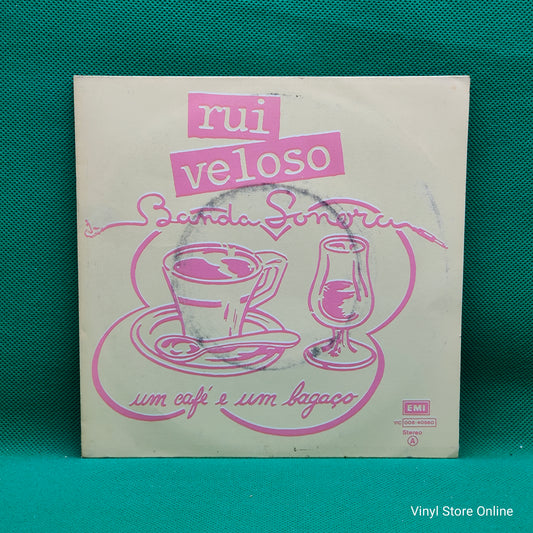 rui
veloso
Banda Sonora
um café e um bagaço
EMI
Stereo
A
Vinyl Store Online